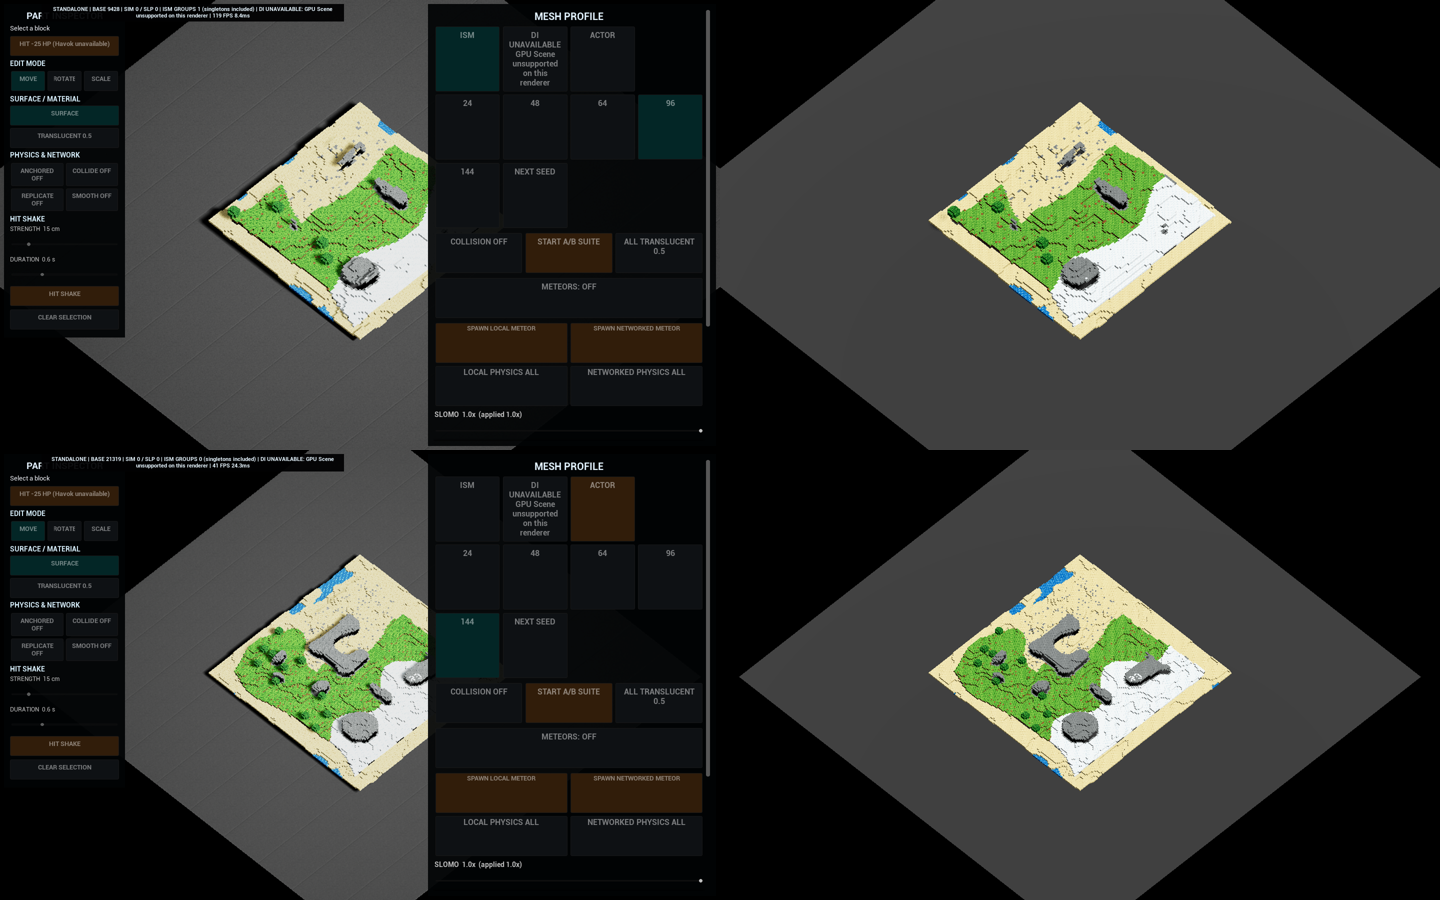 STANDALONE | BASE 9428 | SIM 0 / SLP 0 | ISM GROUPS 1 (singletons included) | DI UNAVAILABLE: GPU Scene
unsupported on this renderer | 119 FPS 8.4ms
Select a block
HIT -25 HP (Havok unavailable)
EDIT MODE
MOVE ROTATE SCALE
SURFACE / MATERIAL
SURFACE
TRANSLUCENT 0.5
PHYSICS & NETWORK
ANCHORED
OFF
COLLIDE OFF
REPLICATE
OFF
SMOOTH OFF
HIT SHAKE
STRENGTH 15 cm
DURATION 0.6 s
HIT SHAKE
CLEAR SELECTION
MESH PROFILE
ISM
DI
UNAVAILABLE
GPU Scene
unsupported
on this
renderer
ACTOR
24 48 64 96
144 NEXT SEED
COLLISION OFF START A/B SUITE
ALL TRANSLUCENT
0.5
METEORS: OFF
SPAWN LOCAL METEOR SPAWN NETWORKED METEOR
LOCAL PHYSICS ALL NETWORKED PHYSICS ALL
SLOMO 1.0x (applied 1.0x)
STANDALONE | BASE 21319 | SIM 0 / SLP 0 | ISM GROUPS 0 (singletons included) | DI UNAVAILABLE: GPU Scene
unsupported on this renderer | 41 FPS 24.3ms
Select a block
HIT -25 HP (Havok unavailable)
EDIT MODE
MOVE ROTATE SCALE
SURFACE / MATERIAL
SURFACE
TRANSLUCENT 0.5
PHYSICS & NETWORK
ANCHORED
OFF
COLLIDE OFF
REPLICATE
OFF
SMOOTH OFF
HIT SHAKE
STRENGTH 15 cm
DURATION 0.6 s
HIT SHAKE
CLEAR SELECTION
MESH PROFILE
ISM
DI
UNAVAILABLE
GPU Scene
unsupported
on this
renderer
ACTOR
24 48 64 96
144 NEXT SEED
COLLISION OFF START A/B SUITE
ALL TRANSLUCENT
0.5
METEORS: OFF
SPAWN LOCAL METEOR SPAWN NETWORKED METEOR
LOCAL PHYSICS ALL NETWORKED PHYSICS ALL
SLOMO 1.0x (applied 1.0x)